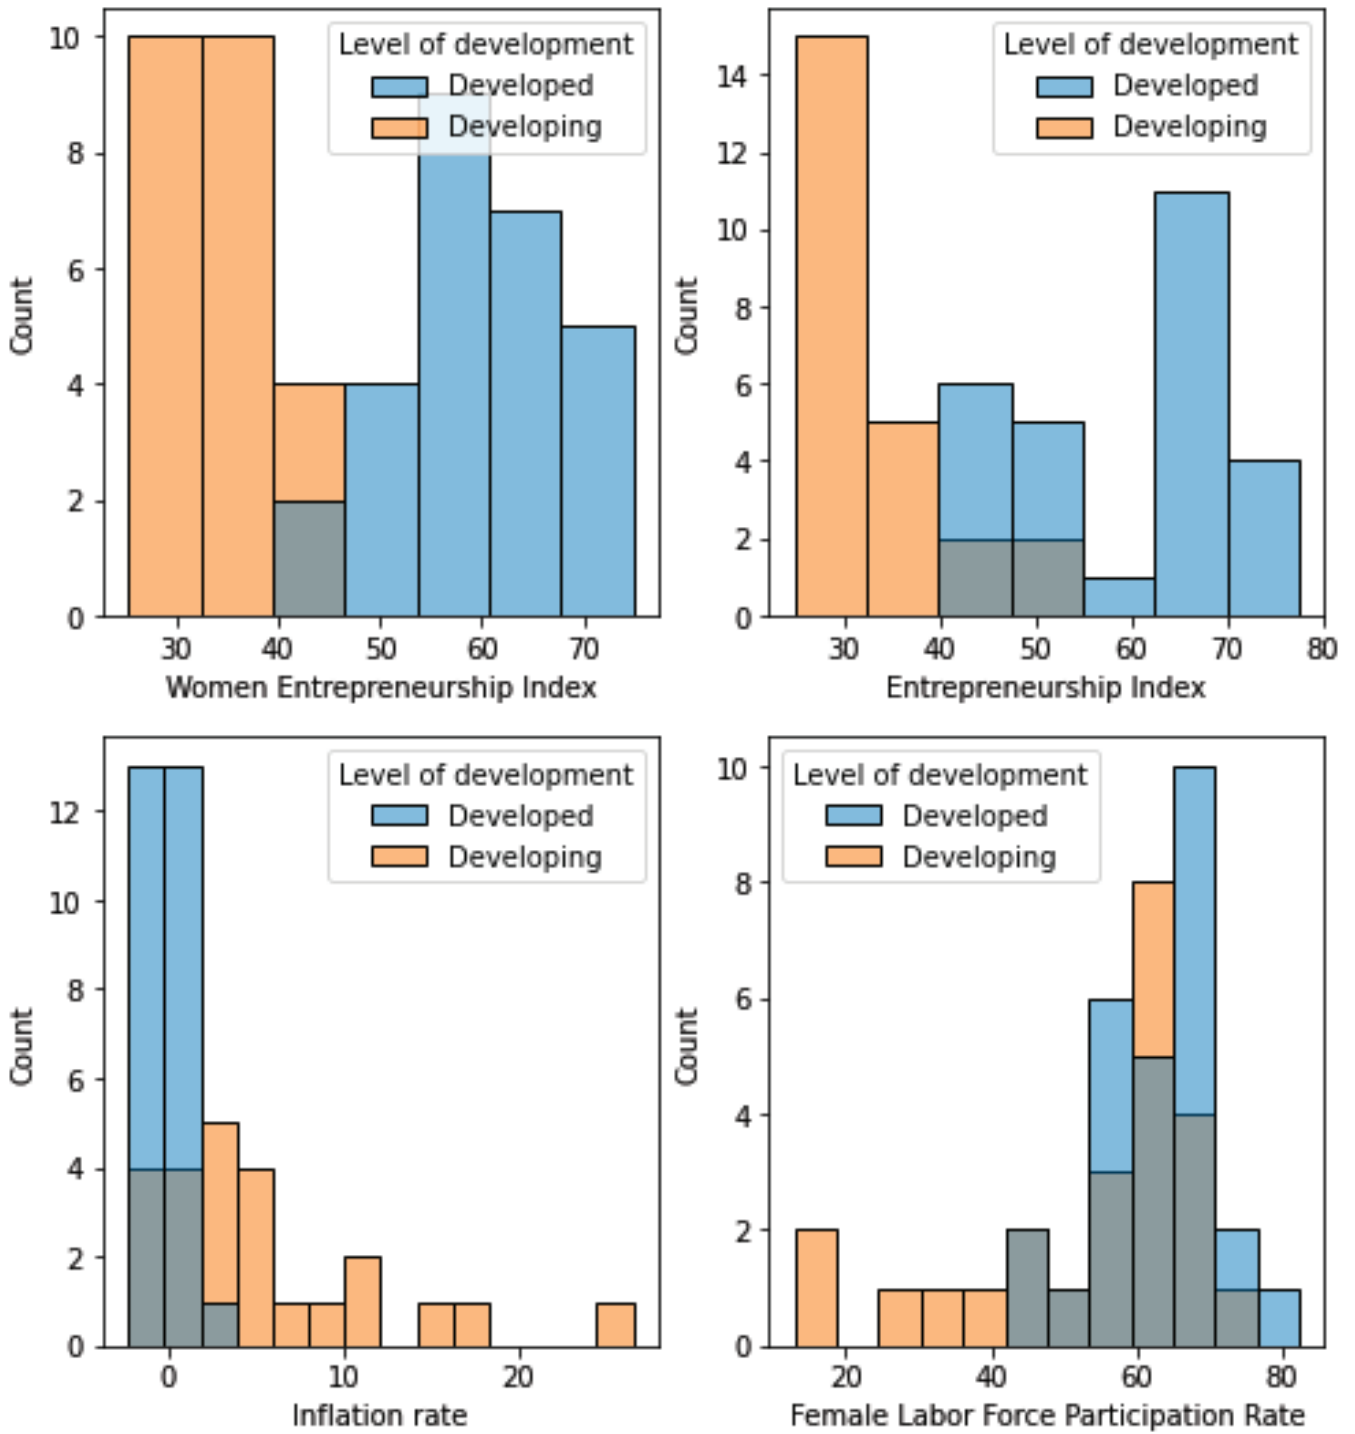 Level of development
Developed
Developing
10
8
6
4
2
0
Count
30 40 50 60 70
Women Entrepreneurship Index
Level of development
Developed
Developing
14
12
10
8
6
4
2
0
Count
30 40 50 60 70 80
Entrepreneurship Index
Level of development
Developed
Developing
12
10
8
6
4
2
0
Count
0 10 20
Inflation rate
Level of development
Developed
Developing
10
8
6
4
2
0
Count
20 40 60 80
Female Labor Force Participation Rate